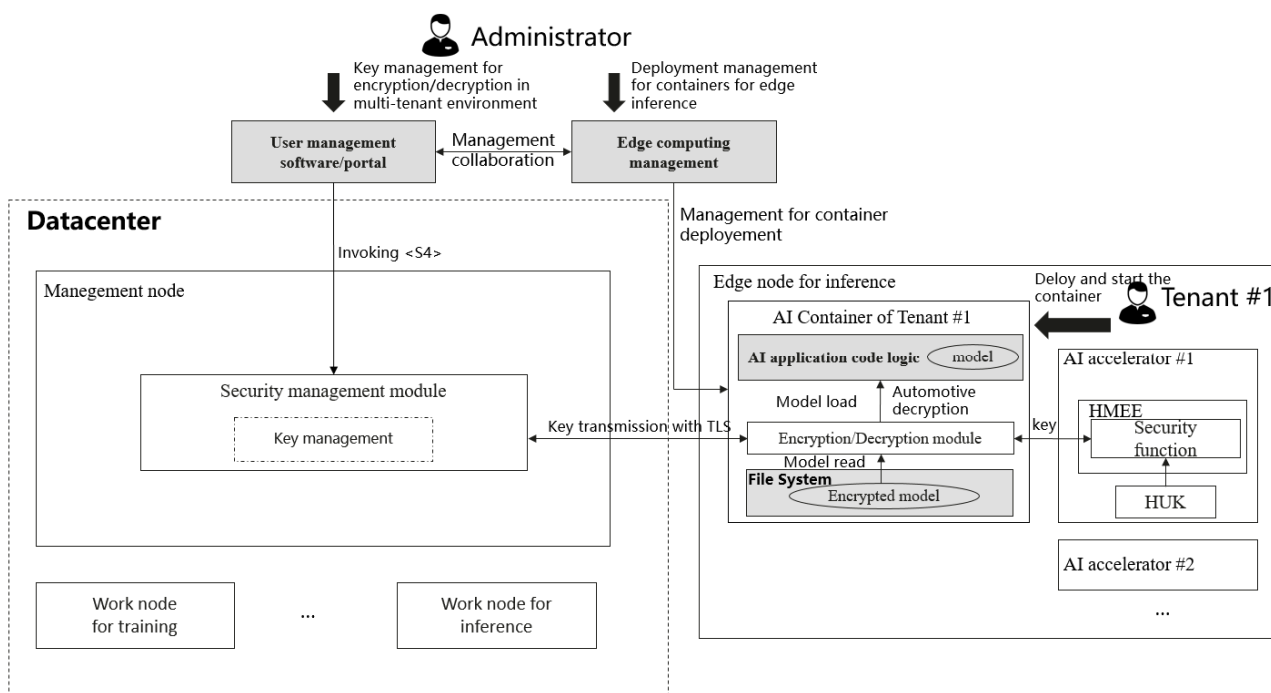 Administrator
Key management for
encryption/decryption in
multi-tenant environment
Deployment management
for containers for edge
inference
User management
software/portal
Management
collaboration
Edge computing
management
Datacenter
Management for container
deployement
Invoking <S4>
Manegement node
Edge node for inference
Deloy and start the
container
Tenant #1
AI Container of Tenant #1
AI application code logic
model
AI accelerator #1
Security management module
Key management
Model load
Automotive
decryption
HMEE
Security
function
Key transmission with TLS
Encryption/Decryption module
key
Model read
File System
Encrypted model
HUK
AI accelerator #2
...
Work node
for training
...
Work node for
inference